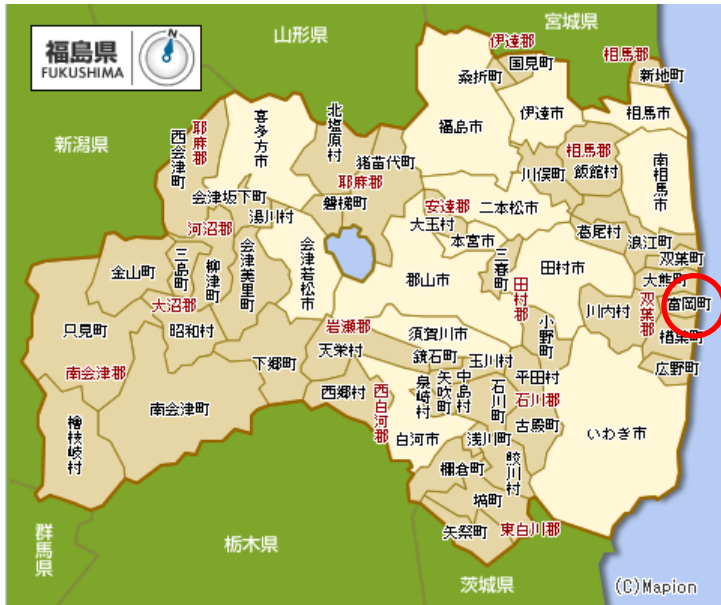 山形県
宮城県
福島県
FUKUSHIMA
伊達郡
国見町
桑折町
相馬郡
新地町
福島市
伊達市
相馬市
新潟県
喜多方市
北塩原村
耶麻郡
西会津町
猪苗代町
耶麻郡
磐梯町
川俣町
相馬郡
飯舘村
南相馬市
会津坂下町
湯川村
河沼郡
安達郡
大玉村
二本松市
本宮市
葛尾村
浪江町
双葉町
大熊町
富岡町
金山町
三島町
柳津町
会津美里町
会津若松市
郡山市
三春町
田村市
田村郡
川内村
双葉郡
楢葉町
広野町
大沼郡
昭和村
只見町
岩瀬郡
天栄村
須賀川市
鏡石町
玉川村
小野町
平田村
下郷町
南会津郡
南会津町
檜枝岐村
西郷村
西白河郡
泉崎村
矢吹町
中島村
石川町
石川郡
古殿町
いわき市
白河市
浅川町
鮫川村
棚倉町
塙町
矢祭町
東白川郡
群馬県
栃木県
茨城県
(C)Mapion